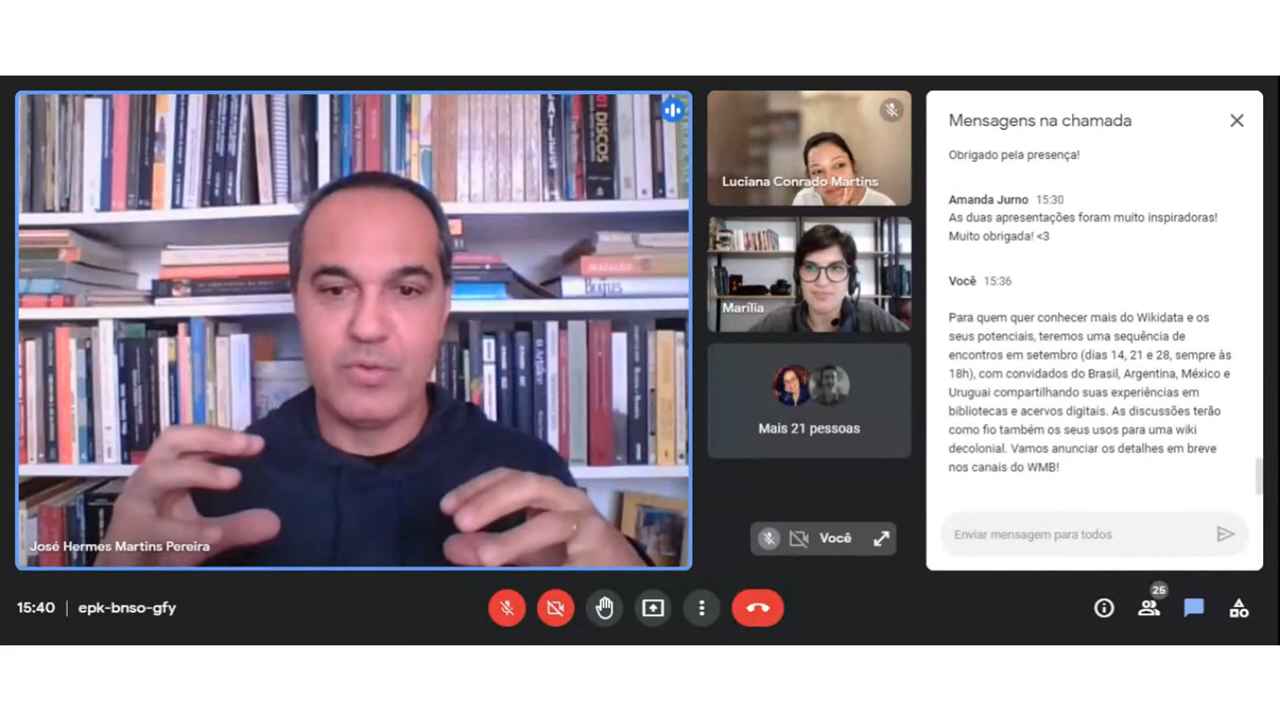 DISCOS
BEATLES
José Hermes Martins Pereira
Luciana Conrado Martins
Marília
Mais 21 pessoas
Você
Mensagens na chamada
Obrigado pela presença!
Amanda Jurno 15:30
As duas apresentações foram muito inspiradoras!
Muito obrigada! <3
Você 15:36
Para quem quer conhecer mais do Wikidata e os
seus potenciais, teremos uma sequência de
encontros em setembro (dias 14, 21 e 28, sempre às
18h), com convidados do Brasil, Argentina, México e
Uruguai compartilhando suas experiências em
bibliotecas e acervos digitais. As discussões terão
como fio também os seus usos para uma wiki
decolonial. Vamos anunciar os detalhes em breve
nos canais do WMB!
Enviar mensagem para todos
15:40 | epk-bnso-gfy
26